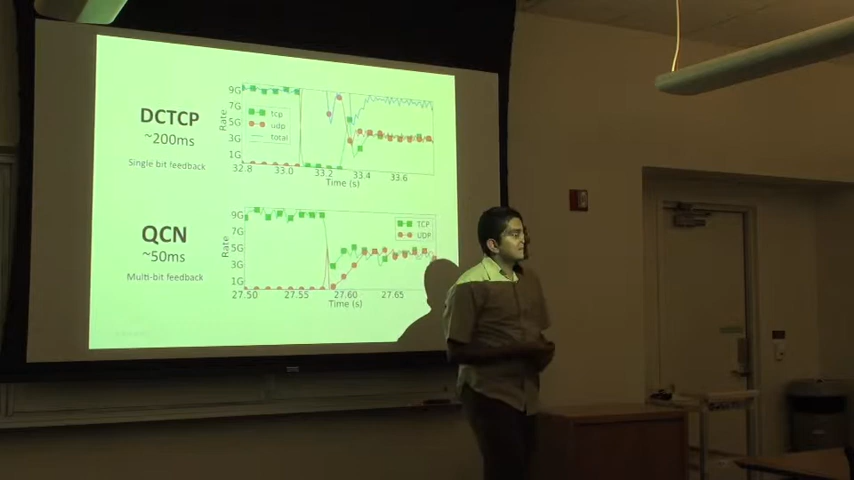 DCTCP
~200ms
Single bit feedback
Rate
9G
7G
5G
3G
1G
tcp
udp
total
32.8 33.0 33.2 33.4 33.6
Time (s)
QCN
~50ms
Multi-bit feedback
Rate
9G
7G
5G
3G
1G
TCP
UDP
27.50 27.55 27.60 27.65
Time (s)